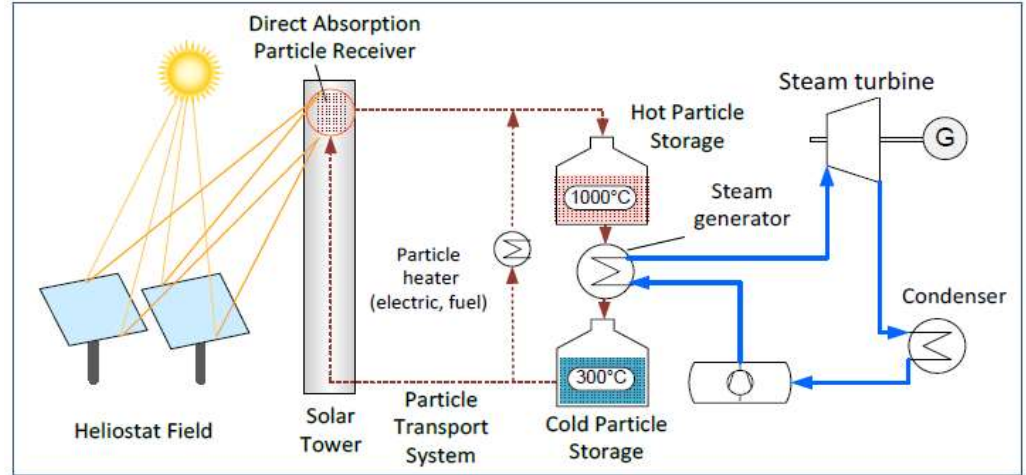 Direct Absorption
Particle Receiver
Steam turbine
Hot Particle
Storage
G
1000°C
Steam
generator
Particle
heater
(electric, fuel)
Condenser
300°C
Heliostat Field
Solar
Tower
Particle
Transport
System
Cold Particle
Storage